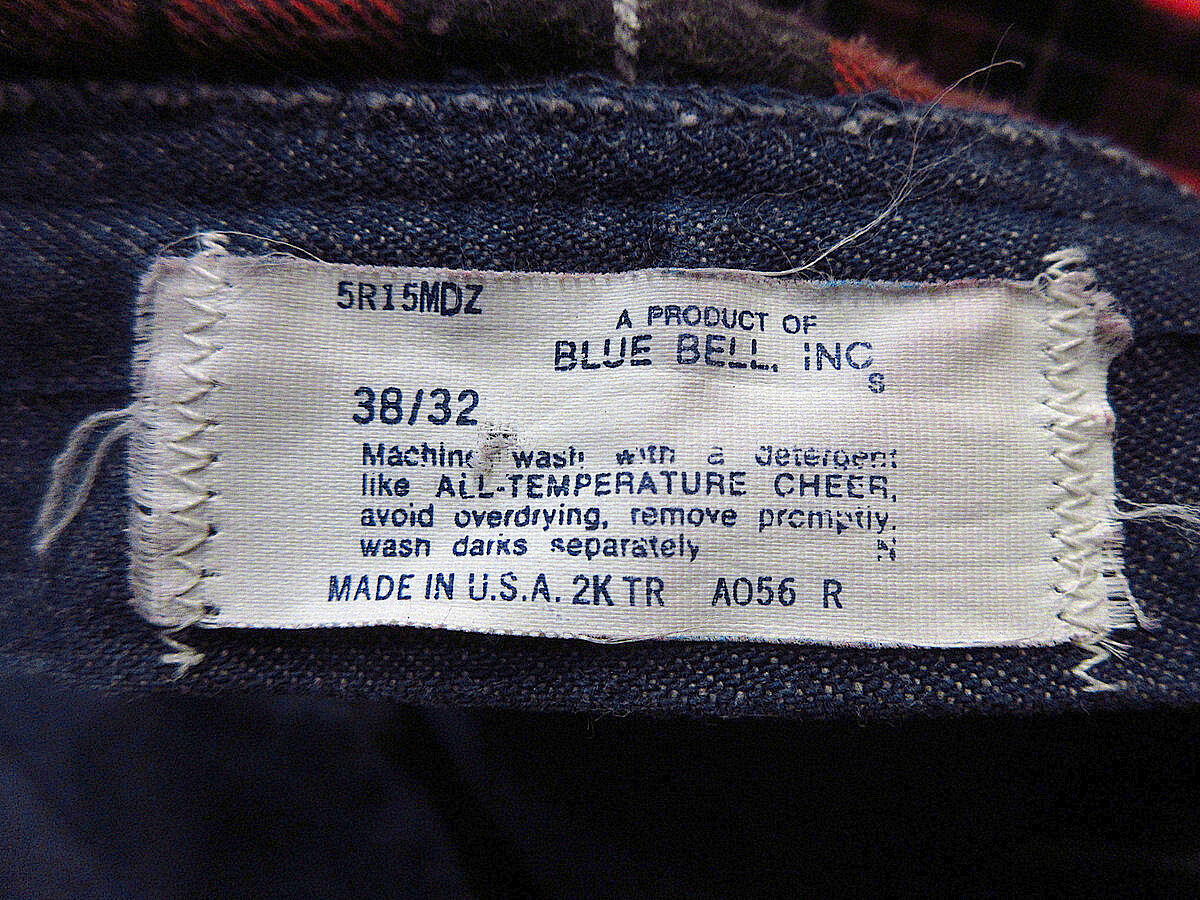 5R15MDZ
A PRODUCT OF
BLUE BELL, INC
S
38/32
Machine wash with a detergent
like ALL-TEMPERATURE CHEER,
avoid overdrying, remove promptly,
wash darks separately
N
MADE IN U.S.A. 2K TR A056 R